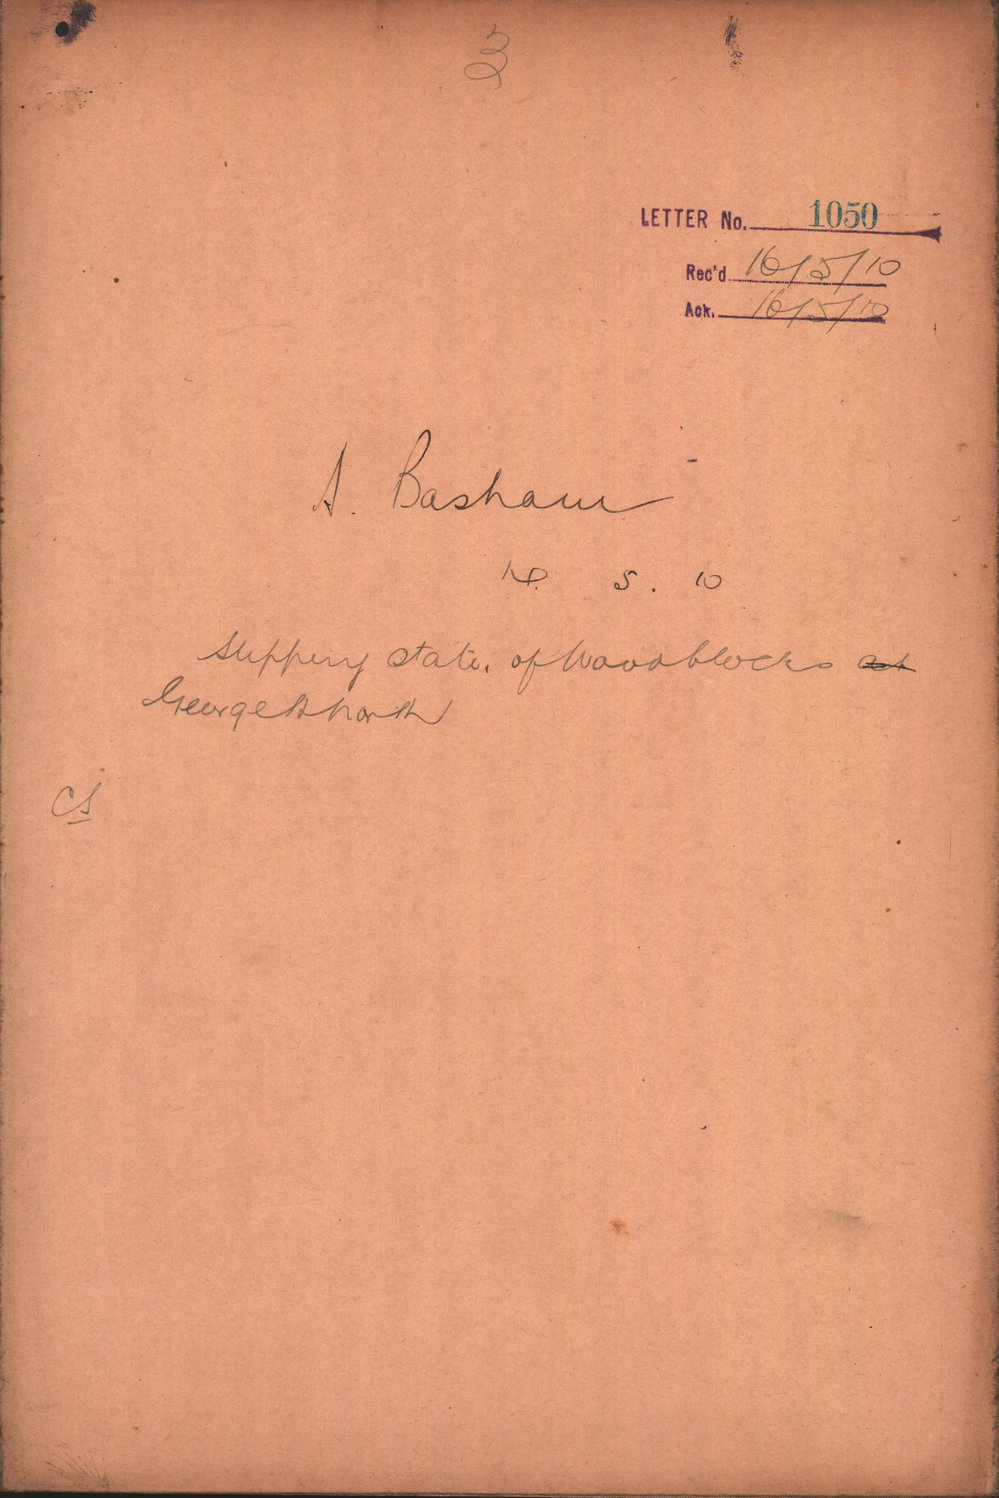 3
LETTER No. 1050
Rec'd 16/5/10
Ack. 16/5/10
A. Basham
14. 5. 10
Slippery state, of Woodblocks at
George St north
CS